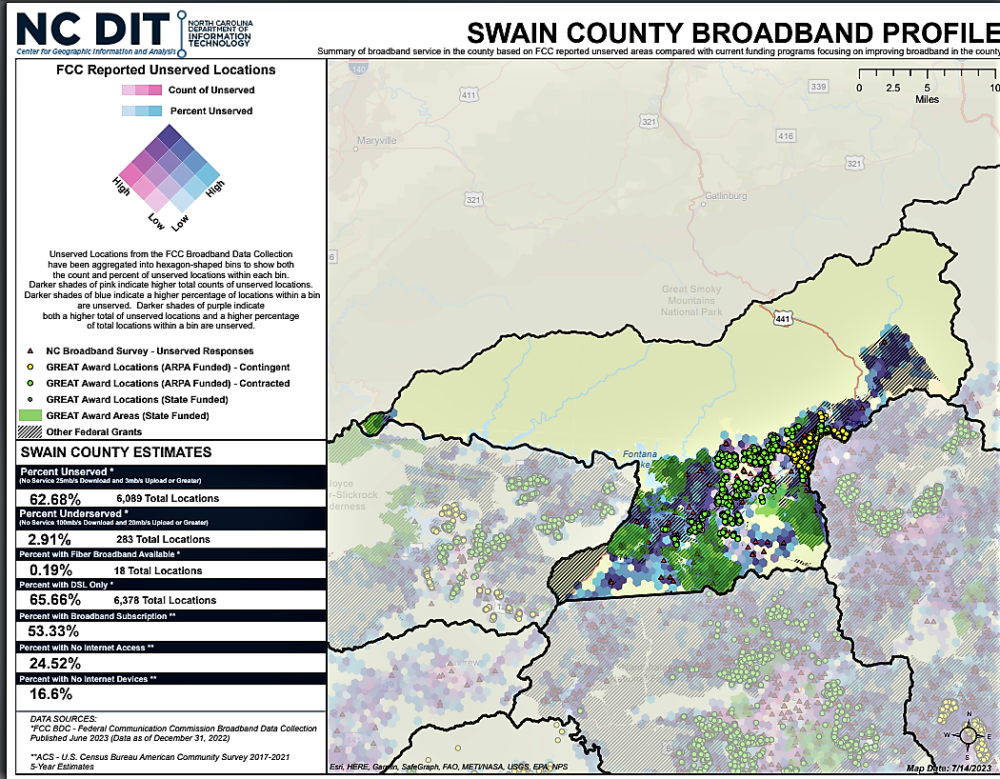 NC DIT
NORTH CAROLINA
DEPARTMENT OF
INFORMATION
TECHNOLOGY
Center for Geographic Information and Analysis
SWAIN COUNTY BROADBAND PROFILE
Summary of broadband service in the county based on FCC reported unserved areas compared with current funding programs focusing on improving broadband in the county
FCC Reported Unserved Locations
Count of Unserved
Percent Unserved
High
High
Low
Low
Unserved Locations from the FCC Broadband Data Collection
have been aggregated into hexagon-shaped bins to show both
the count and percent of unserved locations within each bin.
Darker shades of pink indicate higher total counts of unserved locations.
Darker shades of blue indicate a higher percentage of locations within a bin
are unserved. Darker shades of purple indicate
both a higher total of unserved locations and a higher percentage
of total locations within a bin are unserved.
NC Broadband Survey - Unserved Responses
GREAT Award Locations (ARPA Funded) - Contingent
GREAT Award Locations (ARPA Funded) - Contracted
GREAT Award Locations (State Funded)
GREAT Award Areas (State Funded)
Other Federal Grants
SWAIN COUNTY ESTIMATES
Percent Unserved *
(No Service 25mb/s Download and 3mb/s Upload or Greater)
62.68% 6,089 Total Locations
Percent Underserved *
(No Service 100mb/s Download and 20mb/s Upload or Greater)
2.91% 283 Total Locations
Percent with Fiber Broadband Available *
0.19% 18 Total Locations
Percent with DSL Only *
65.66% 6,378 Total Locations
Percent with Broadband Subscription **
53.33%
Percent with No Internet Access **
24.52%
Percent with No Internet Devices **
16.6%
DATA SOURCES:
*FCC BDC - Federal Communication Commission Broadband Data Collection
Published June 2023 (Data as of December 31, 2022)
**ACS - U.S. Census Bureau American Community Survey 2017-2021
5-Year Estimates
140
411
339
0 2.5 5 10
Miles
321
416
Maryville
321
321
Gatlinburg
Great Smoky
Mountains
National Park
441
Fontana
N
W E
S
Esri, HERE, Garmin, SafeGraph, FAO, METI/NASA, USGS, EPA, NPS
Map Date: 7/14/2023